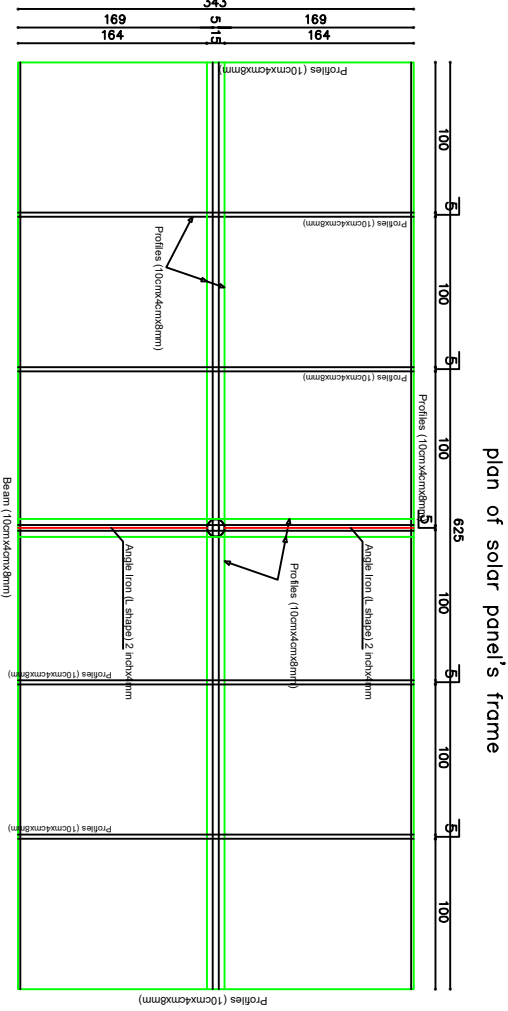 plan of solar panel's frame
343
169
5
169
164
15
164
625
100
5
100
5
100
5
100
5
100
5
100
Profiles (10cmx4cmx8mm)
Profiles (10cmx4cmx8mm)
Profiles (10cmx4cmx8mm)
Profiles (10cmx4cmx8mm)
Profiles (10cmx4cmx8mm)
Profiles (10cmx4cmx8mm)
Angle Iron (L shape) 2 inchx4mm
Angle Iron (L shape) 2 inchx4mm
Beam (10cmx4cmx8mm)
Profiles (10cmx4cmx8mm)
Profiles (10cmx4cmx8mm)
Profiles (10cmx4cmx8mm)